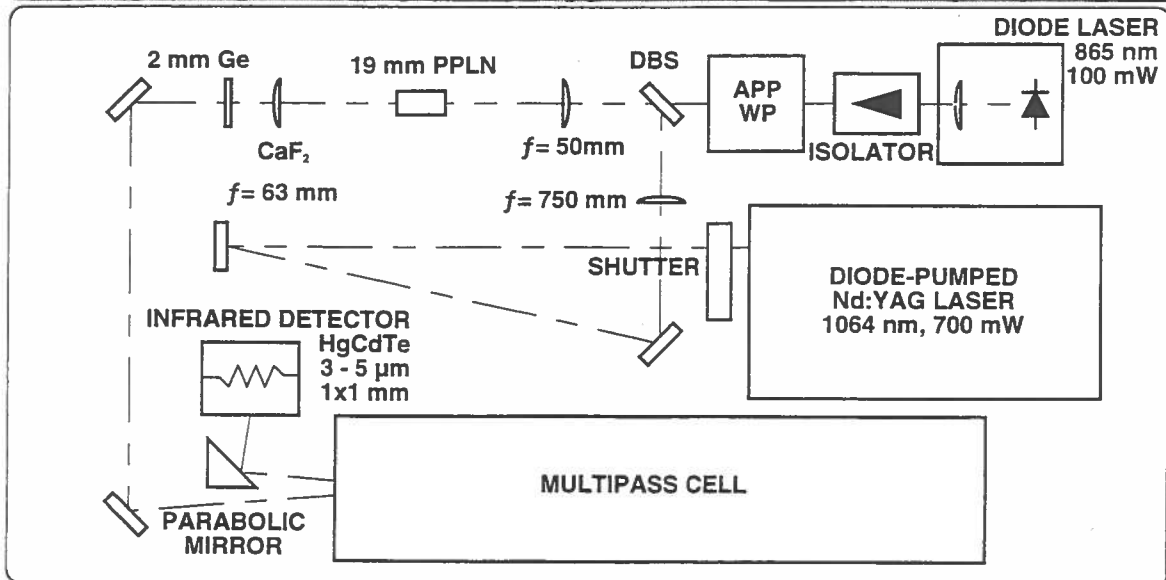 DIODE LASER
865 nm
100 mW
2 mm Ge
19 mm PPLN
DBS
APP
WP
ISOLATOR
CaF₂
f= 50mm
f= 63 mm
f= 750 mm
SHUTTER
DIODE-PUMPED
Nd:YAG LASER
1064 nm, 700 mW
INFRARED DETECTOR
HgCdTe
3 - 5 µm
1x1 mm
MULTIPASS CELL
PARABOLIC
MIRROR